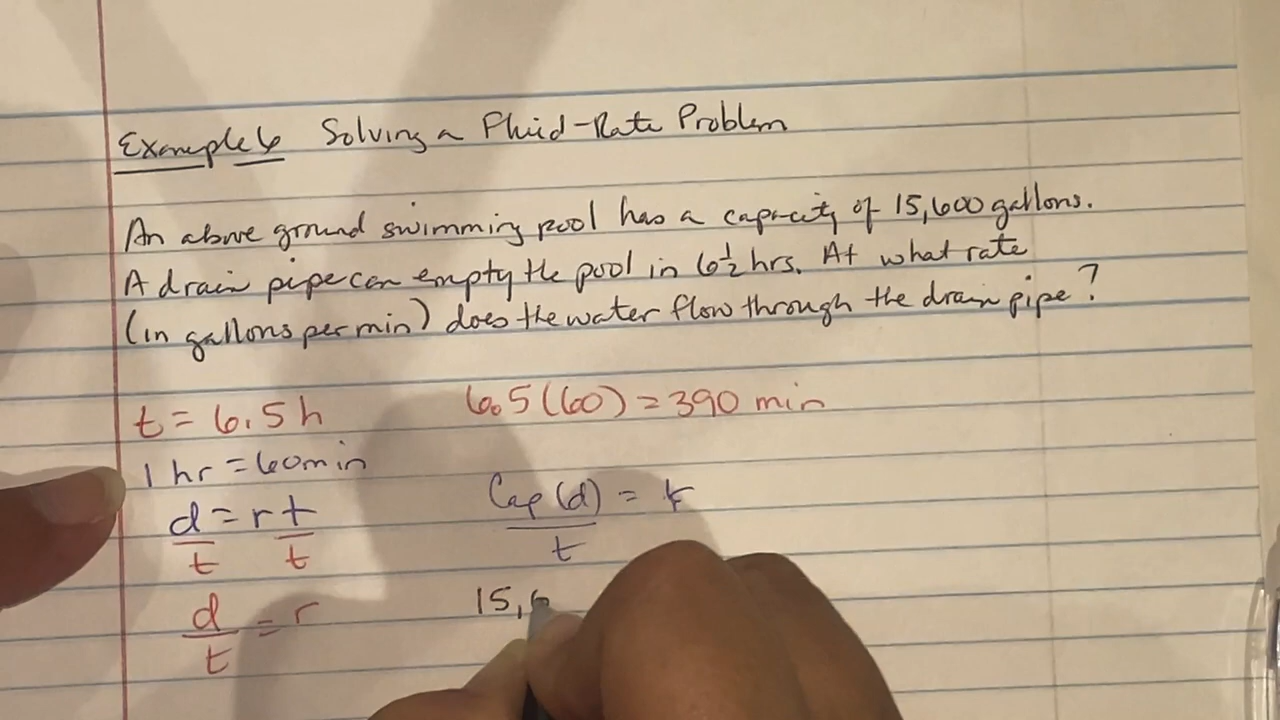 Example 6 Solving a Fluid-Rate Problem
An above ground swimming pool has a capacity of 15,600 gallons.
A drain pipe can empty the pool in 6 1/2 hrs. At what rate
(in gallons per min) does the water flow through the drain pipe?
t = 6.5 h 6.5(60) = 390 min
1 hr = 60 min
d = rt
t t
Cap(d) = r
t
d = r
t
15,6